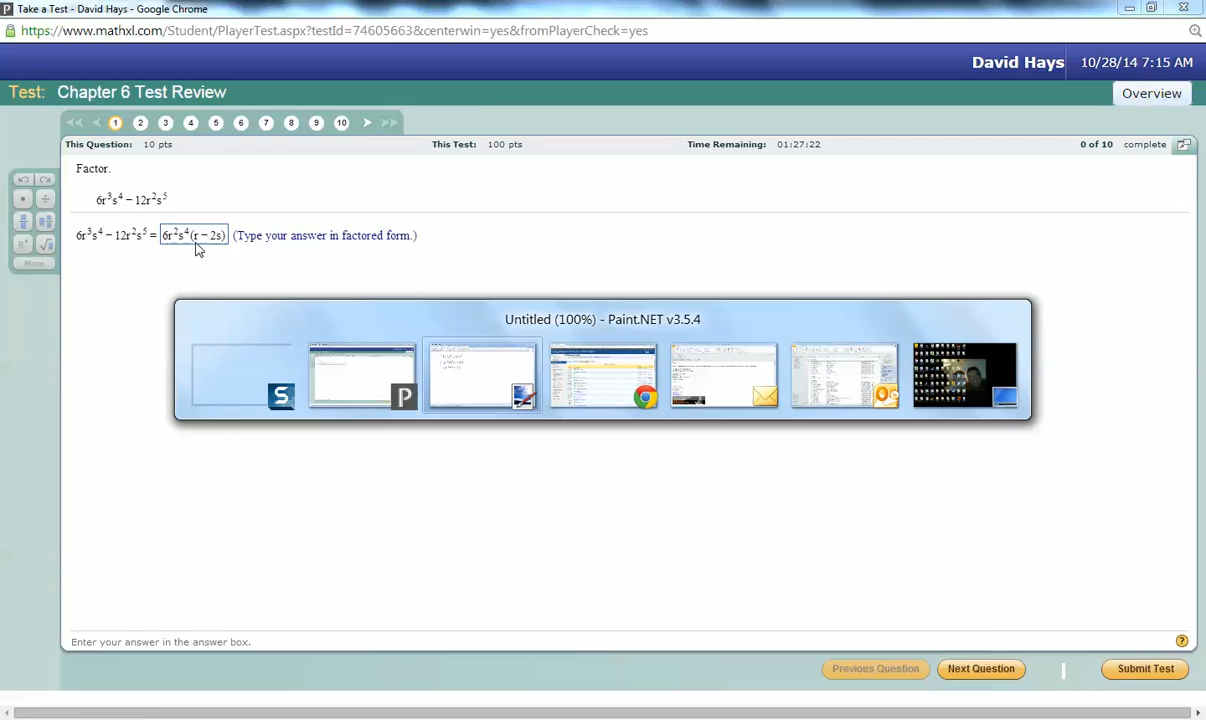 Take a Test - David Hays - Google Chrome
https://www.mathxl.com/Student/PlayerTest.aspx?testId=74605663&centerwin=yes&fromPlayerCheck=yes
David Hays 10/28/14 7:15 AM
Test: Chapter 6 Test Review
Overview
1 2 3 4 5 6 7 8 9 10
This Question: 10 pts This Test: 100 pts Time Remaining: 01:27:22 0 of 10 complete
Factor.
6r³s⁴ − 12r²s⁵
6r³s⁴ − 12r²s⁵ = 6r²s⁴(r − 2s) (Type your answer in factored form.)
More
Untitled (100%) - Paint.NET v3.5.4
Enter your answer in the answer box.
Previous Question Next Question Submit Test